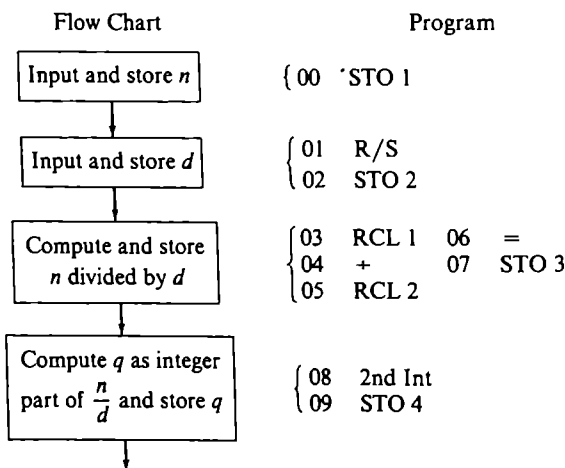 Flow Chart Program
Input and store n
{ 00 STO 1
Input and store d
01 R/S
02 STO 2
Compute and store
n divided by d
03 RCL 1 06 =
04 + 07 STO 3
05 RCL 2
Compute q as integer
part of n/d and store q
08 2nd Int
09 STO 4